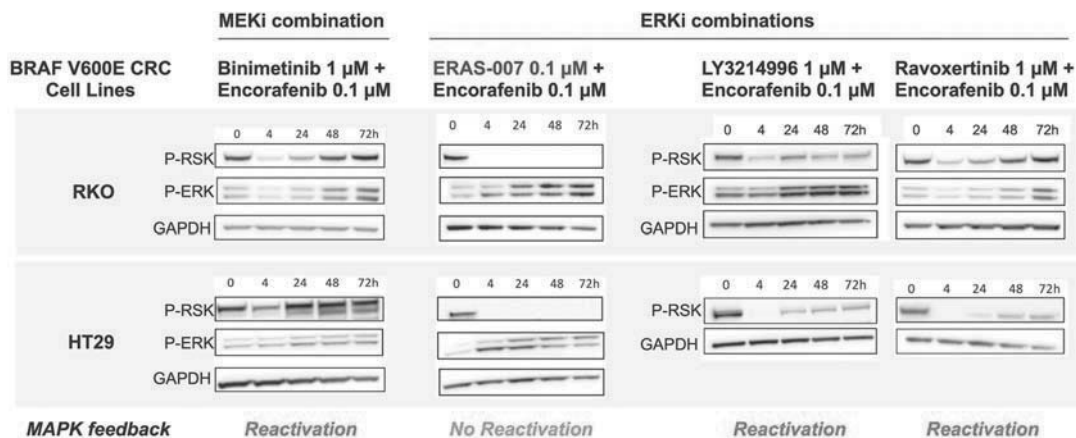 MEKi combination ERKi combinations
BRAF V600E CRC Cell Lines
Binimetinib 1 µM + Encorafenib 0.1 µM
ERAS-007 0.1 µM + Encorafenib 0.1 µM
LY3214996 1 µM + Encorafenib 0.1 µM
Ravoxertinib 1 µM + Encorafenib 0.1 µM
RKO
0 4 24 48 72h
0 4 24 48 72h
0 4 24 48 72h
0 4 24 48 72h
P-RSK P-RSK
P-ERK P-ERK
GAPDH GAPDH
HT29
0 4 24 48 72h
0 4 24 48 72h
0 4 24 48 72h
0 4 24 48 72h
P-RSK P-RSK
P-ERK GAPDH
GAPDH
MAPK feedback Reactivation No Reactivation Reactivation Reactivation